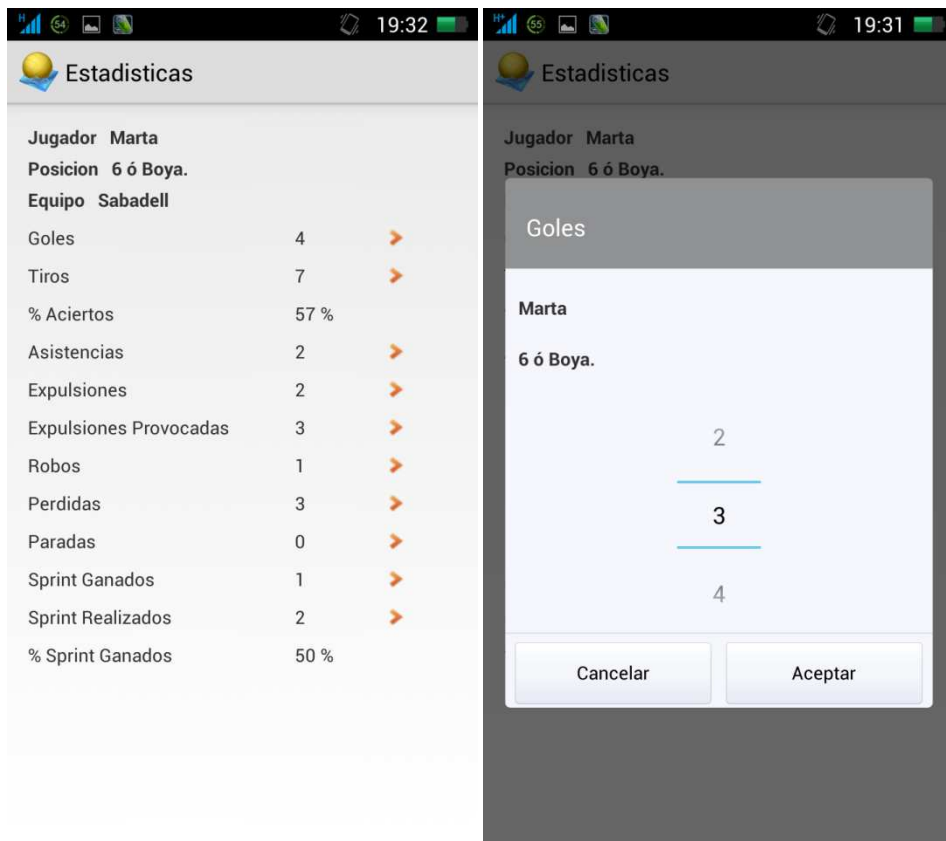 54 19:32
Estadisticas
Jugador Marta
Posicion 6 ó Boya.
Equipo Sabadell
Goles 4
Tiros 7
% Aciertos 57 %
Asistencias 2
Expulsiones 2
Expulsiones Provocadas 3
Robos 1
Perdidas 3
Paradas 0
Sprint Ganados 1
Sprint Realizados 2
% Sprint Ganados 50 %
H+ 55 19:31
Estadisticas
Jugador Marta
Posicion 6 ó Boya.
Goles
Marta
6 ó Boya.
2
3
4
Cancelar Aceptar